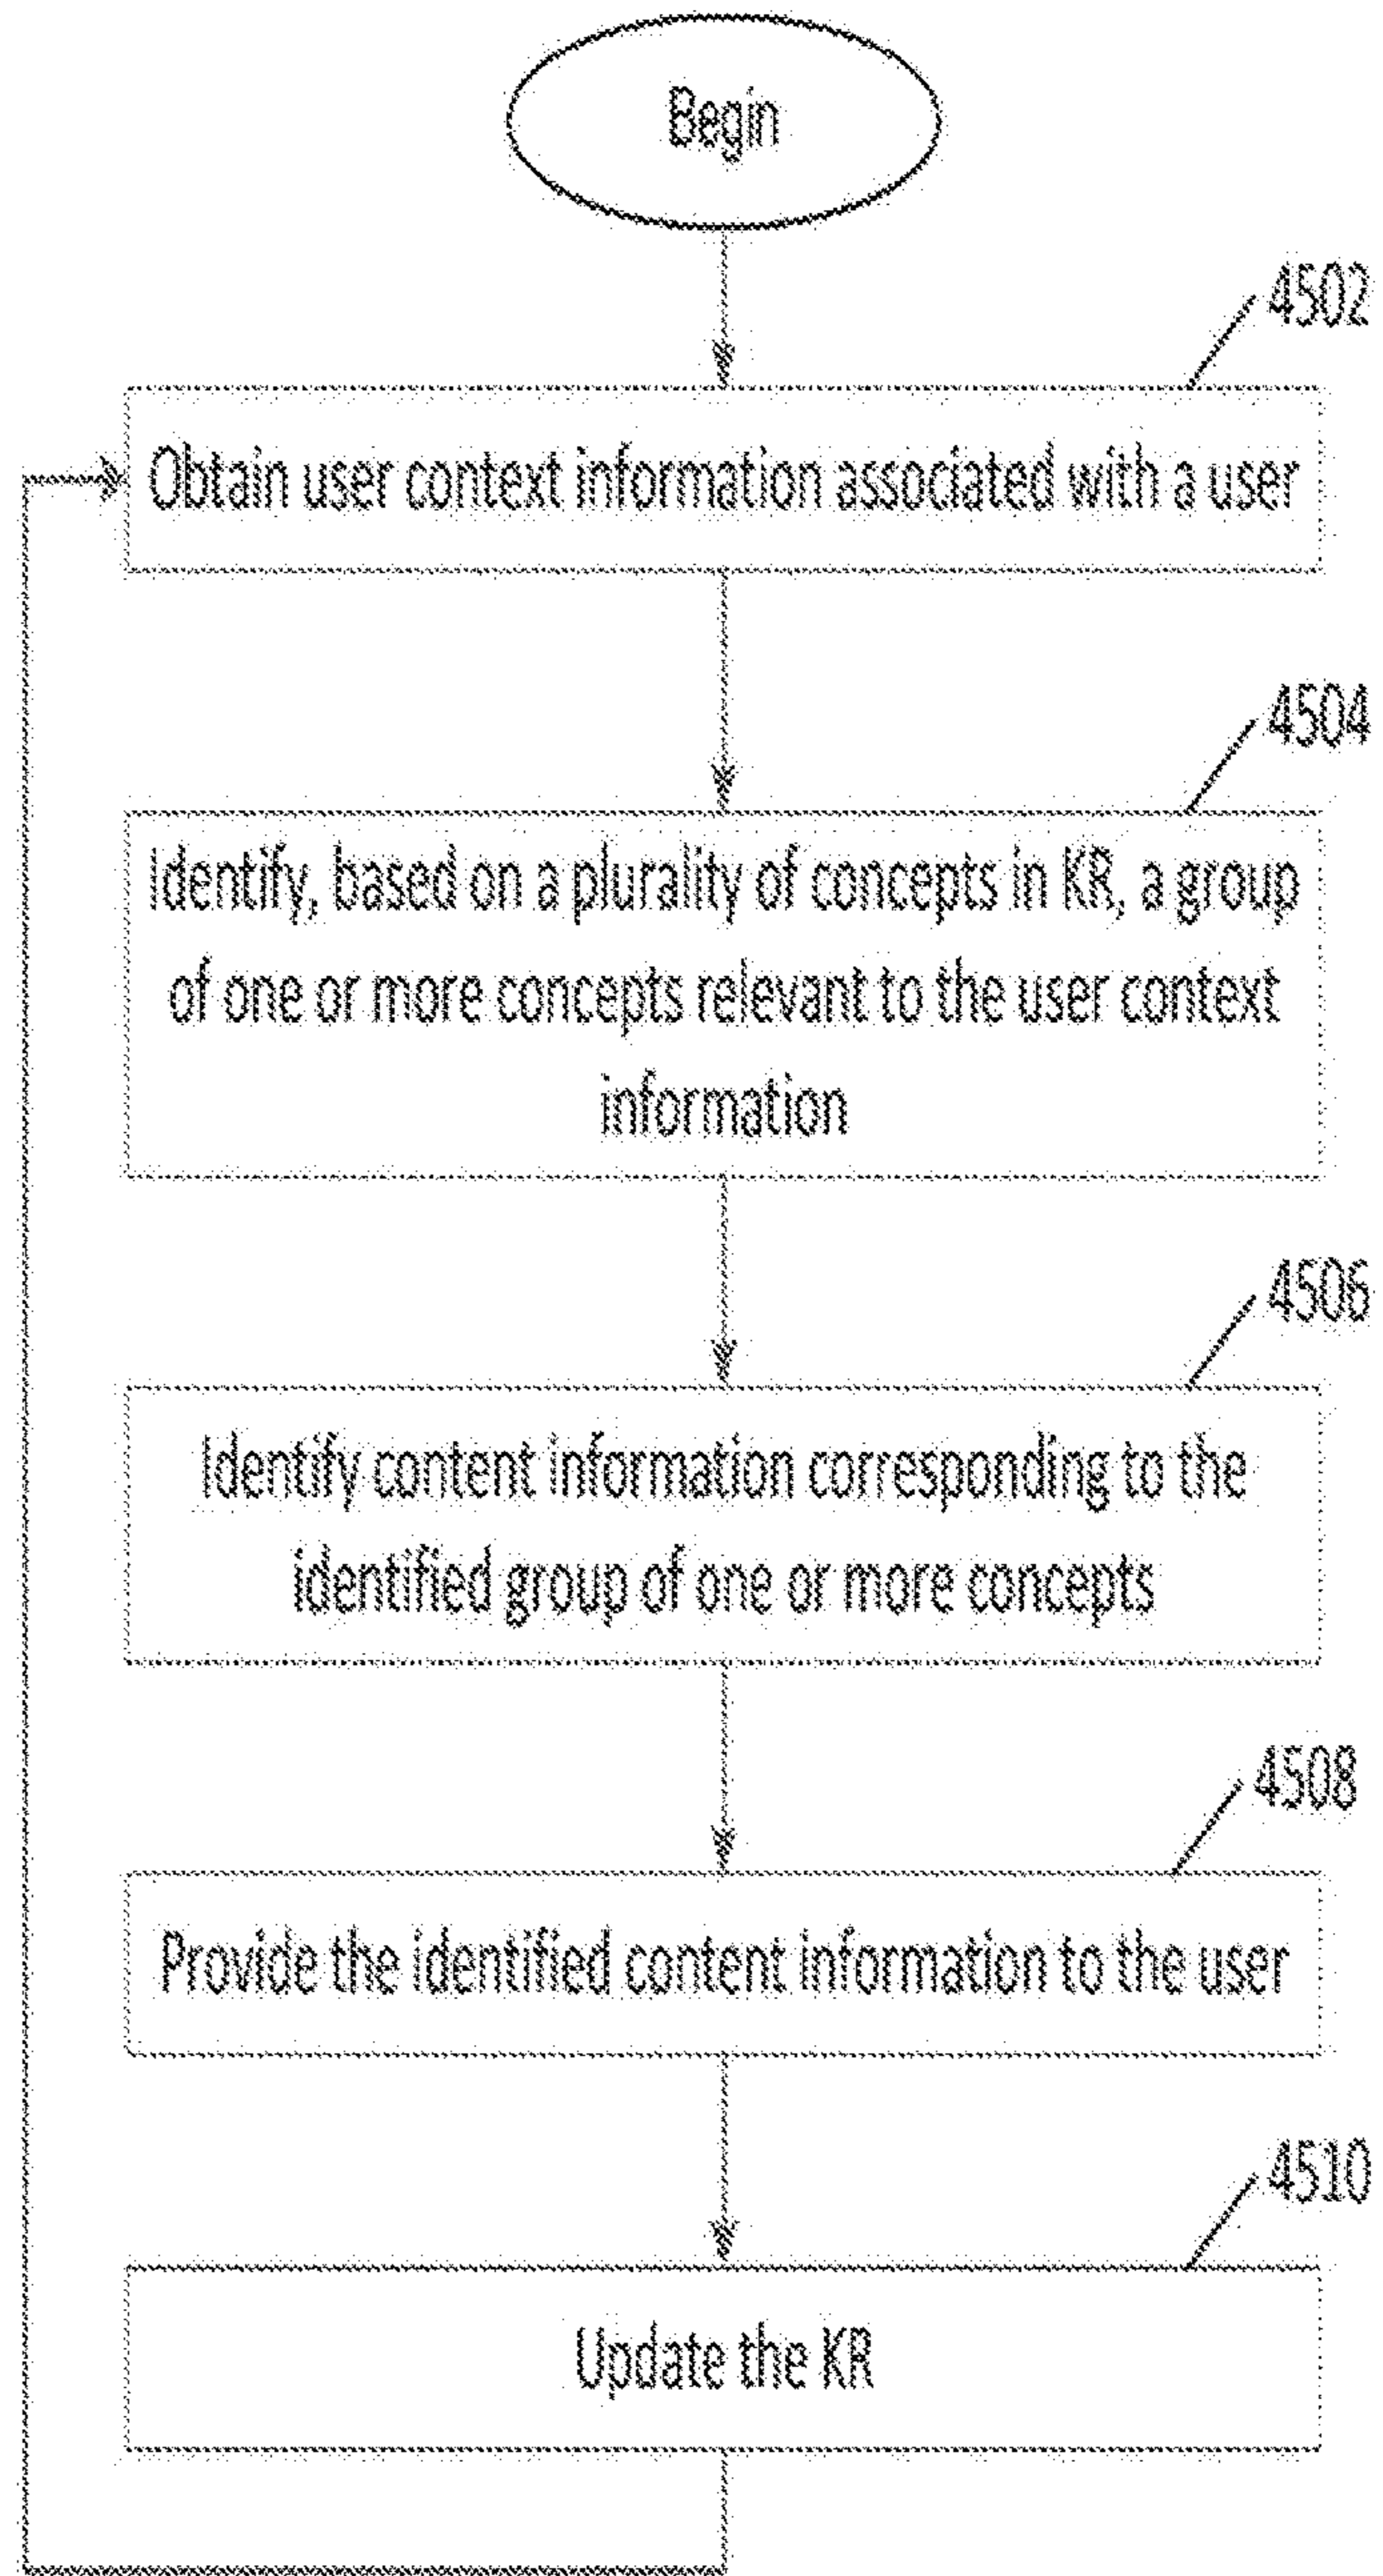 Begin
4502
Obtain user context information associated with a user
4504
Identify, based on a plurality of concepts in KR, a group
of one or more concepts relevant to the user context
information
4506
Identify content information corresponding to the
identified group of one or more concepts
4508
Provide the identified content information to the user
4510
Update the KR